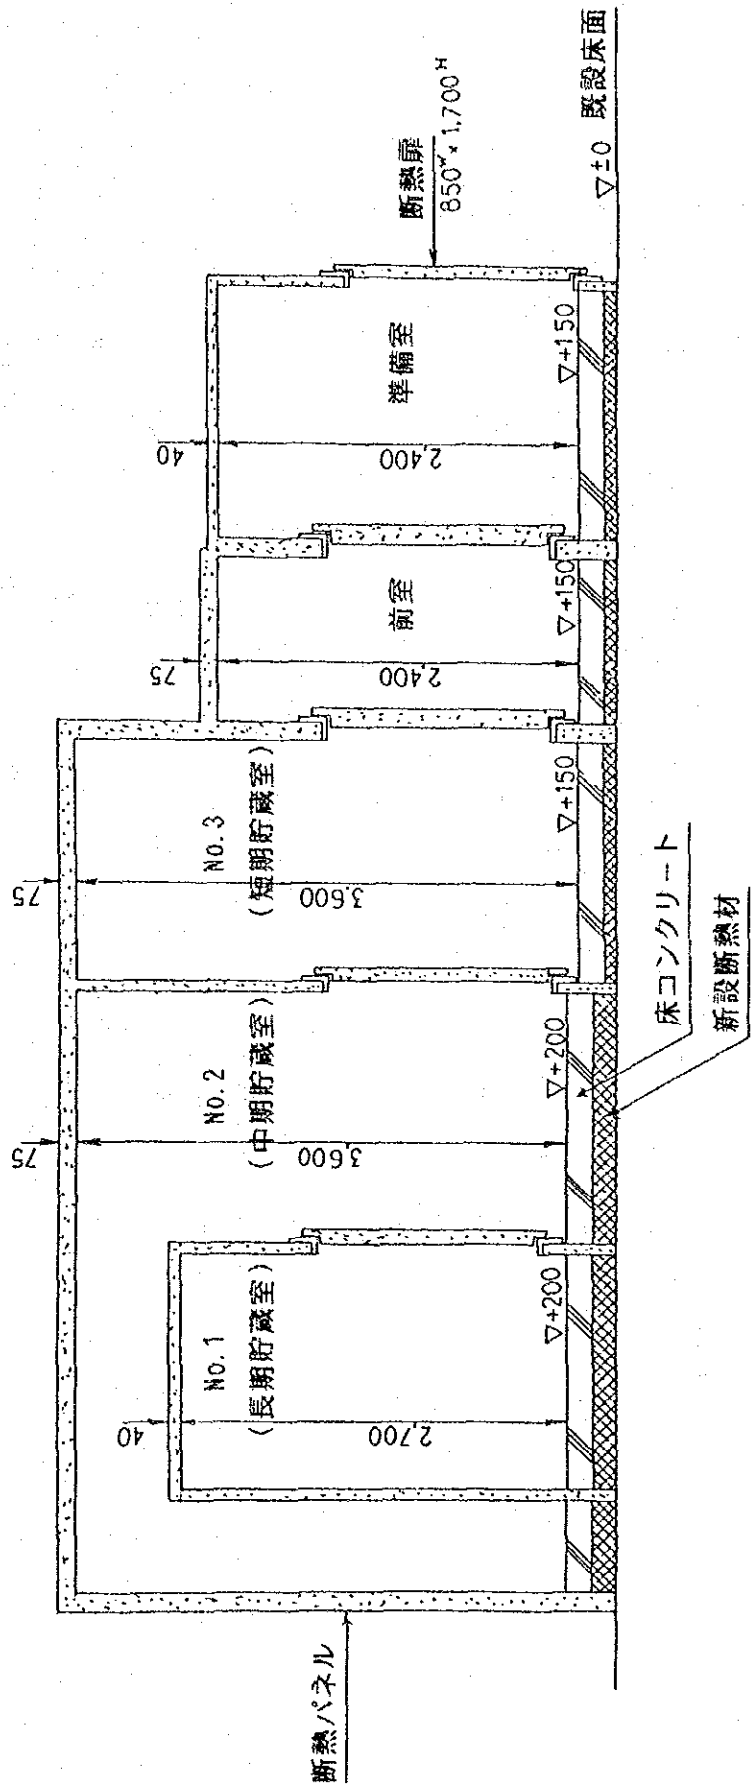 断熱パネル
75
75
40
No.1
(長期貯蔵室)
2,700
▽+200
No.2
(中期貯蔵室)
3,600
▽+200
No.3
(短期貯蔵室)
3,600
▽+150
75
前室
2,400
▽+150
40
準備室
2,400
▽+150
断熱扉
850ᵂ×1,700ᴴ
▽±0 既設床面
床コンクリート
新設断熱材